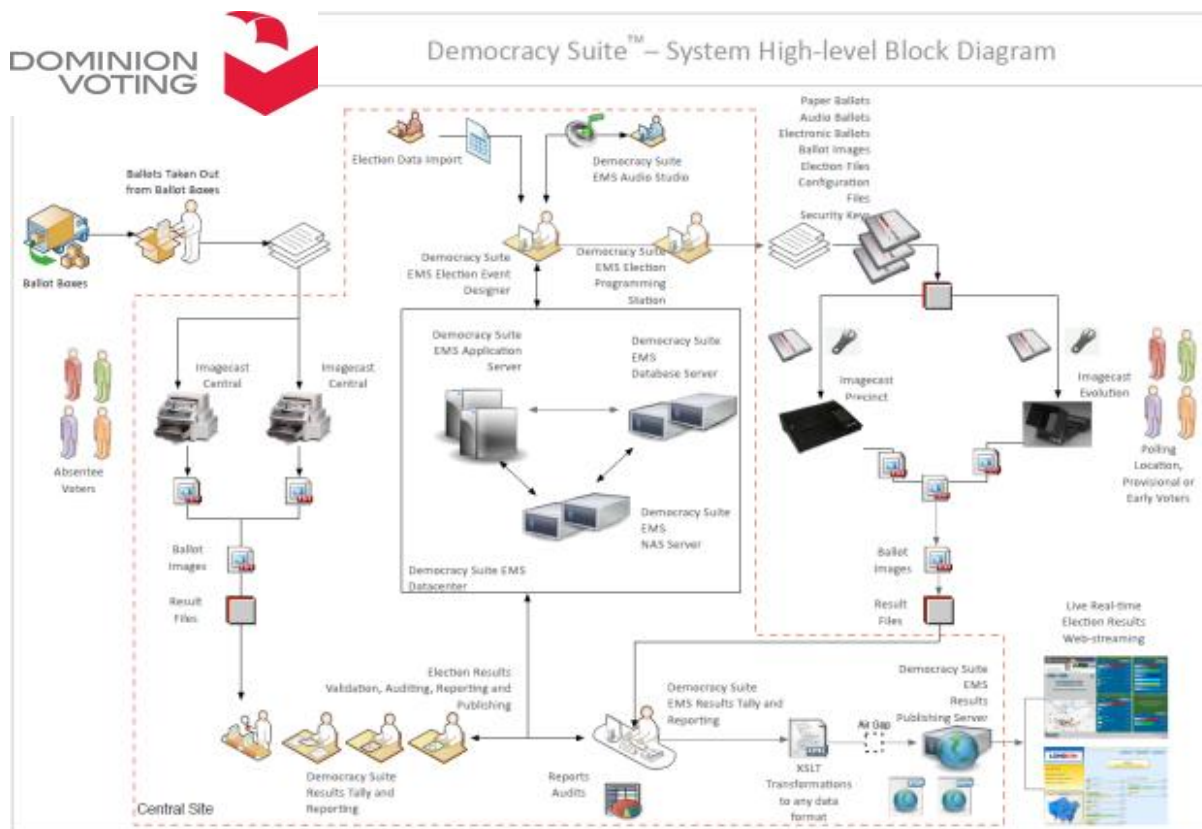 DOMINION
VOTING
Democracy Suite™ – System High-level Block Diagram
Ballots Taken Out
from Ballot Boxes
Ballot Boxes
Election Data Import
Democracy Suite
EMS Audio Studio
Paper Ballots
Audio Ballots
Electronic Ballots
Ballot Images
Election Files
Configuration
Files
Security Keys
Democracy Suite
EMS Election Event
Designer
Democracy Suite
EMS Election
Programming
Station
Absentee
Voters
Imagecast
Central
Imagecast
Central
Democracy Suite
EMS Application
Server
Democracy Suite
EMS
Database Server
Democracy Suite
EMS
NAS Server
Democracy Suite EMS
Datacenter
Imagecast
Precinct
Imagecast
Evolution
Polling
Location,
Provisional or
Early Voters
Ballot
Images
Result
Files
Ballot
Images
Result
Files
Election Results
Validation, Auditing, Reporting and
Publishing
Democracy Suite
Results Tally and
Reporting
Central Site
Democracy Suite
EMS Results Tally and
Reporting
Reports
Audits
XSLT
Transformations
to any data
format
Air Gap
Democracy Suite
EMS
Results
Publishing Server
Live Real-time
Election Results
Web-streaming